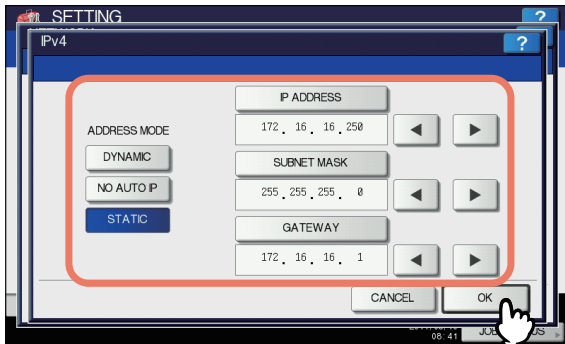 SETTING
?
IPv4
?
IP ADDRESS
ADDRESS MODE
172. 16. 16.250
DYNAMIC
SUBNET MASK
NO AUTO IP
255.255.255. 0
STATIC
GATEWAY
172. 16. 16. 1
CANCEL
OK
08:41